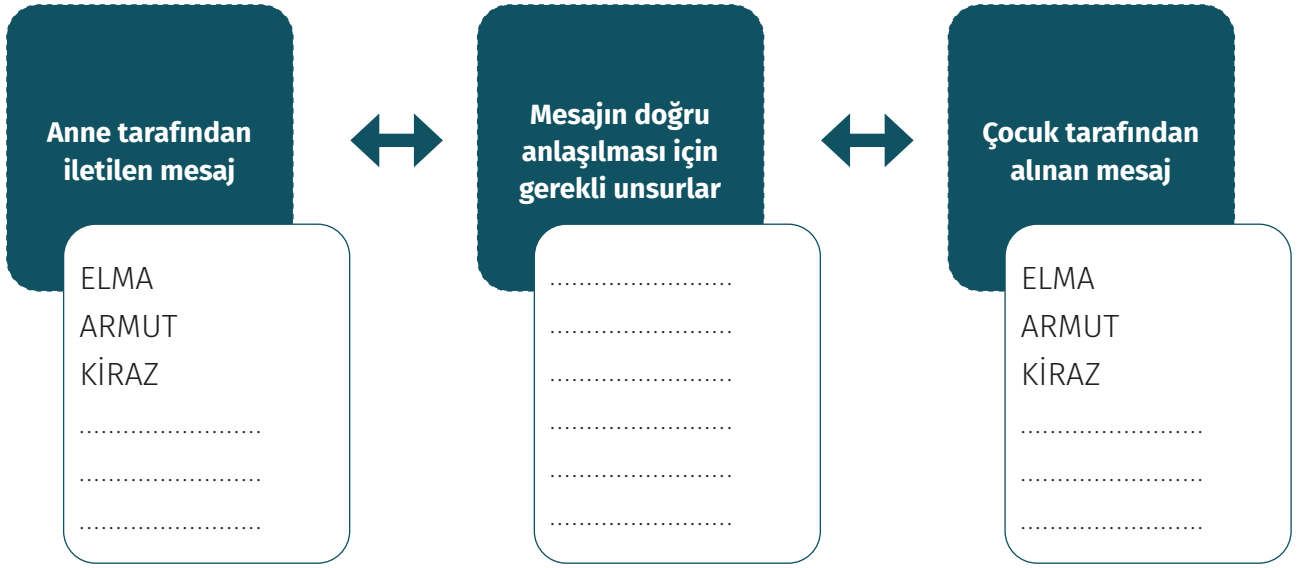 Anne tarafından
iletilen mesaj
ELMA
ARMUT
KİRAZ
........................
........................
........................
Mesajın doğru
anlaşılması için
gerekli unsurlar
........................
........................
........................
........................
........................
........................
Çocuk tarafından
alınan mesaj
ELMA
ARMUT
KİRAZ
........................
........................
........................